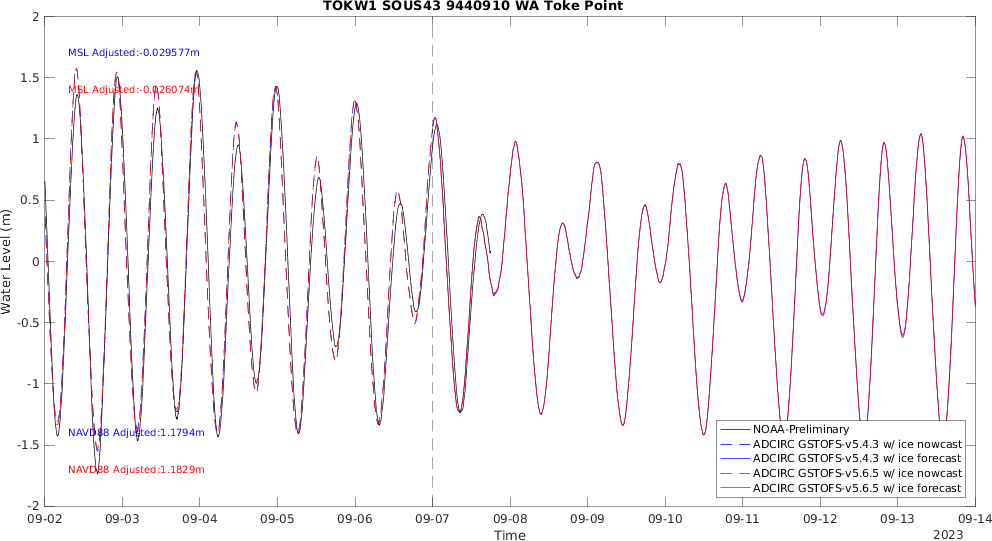 TOKW1 SOUS43 9440910 WA Toke Point
MSL Adjusted:-0.029577m
MSL Adjusted:-0.026074m
NAVD88 Adjusted:1.1794m
NAVD88 Adjusted:1.1829m
Water Level (m)
2
1.5
1
0.5
0
-0.5
-1
-1.5
-2
09-02 09-03 09-04 09-05 09-06 09-07 09-08 09-09 09-10 09-11 09-12 09-13 09-14
Time
2023
NOAA-Preliminary
ADCIRC GSTOFS-v5.4.3 w/ ice nowcast
ADCIRC GSTOFS-v5.4.3 w/ ice forecast
ADCIRC GSTOFS-v5.6.5 w/ ice nowcast
ADCIRC GSTOFS-v5.6.5 w/ ice forecast